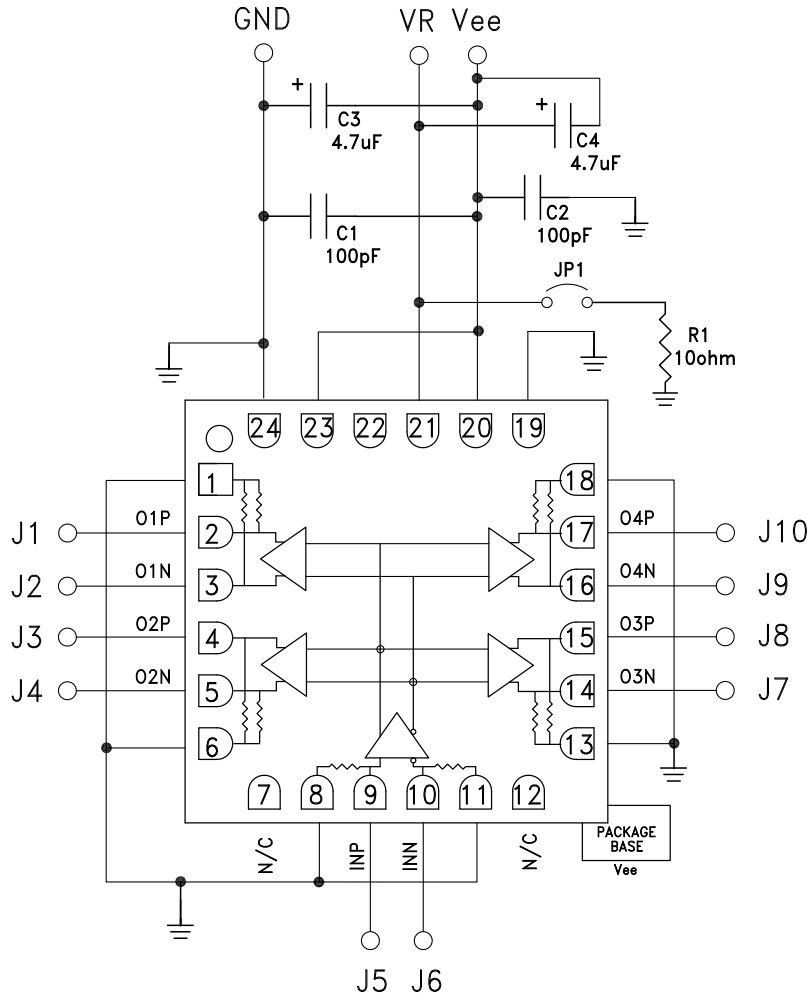 GND VR Vee
+
C3
4.7uF
+
C4
4.7uF
C1
100pF
C2
100pF
JP1
R1
10ohm
24 23 22 21 20 19
1 18
J1 O1P 2 17 O4P J10
J2 O1N 3 16 O4N J9
J3 O2P 4 15 O3P J8
J4 O2N 5 14 O3N J7
6 13
7 8 9 10 11 12
N/C INP INN N/C
PACKAGE
BASE
Vee
J5 J6